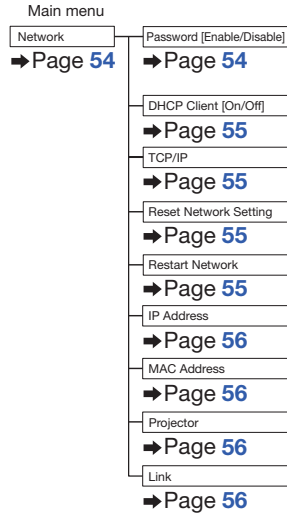 Main menu
Network
➡Page 54
Password [Enable/Disable]
➡Page 54
DHCP Client [On/Off]
➡Page 55
TCP/IP
➡Page 55
Reset Network Setting
➡Page 55
Restart Network
➡Page 55
IP Address
➡Page 56
MAC Address
➡Page 56
Projector
➡Page 56
Link
➡Page 56